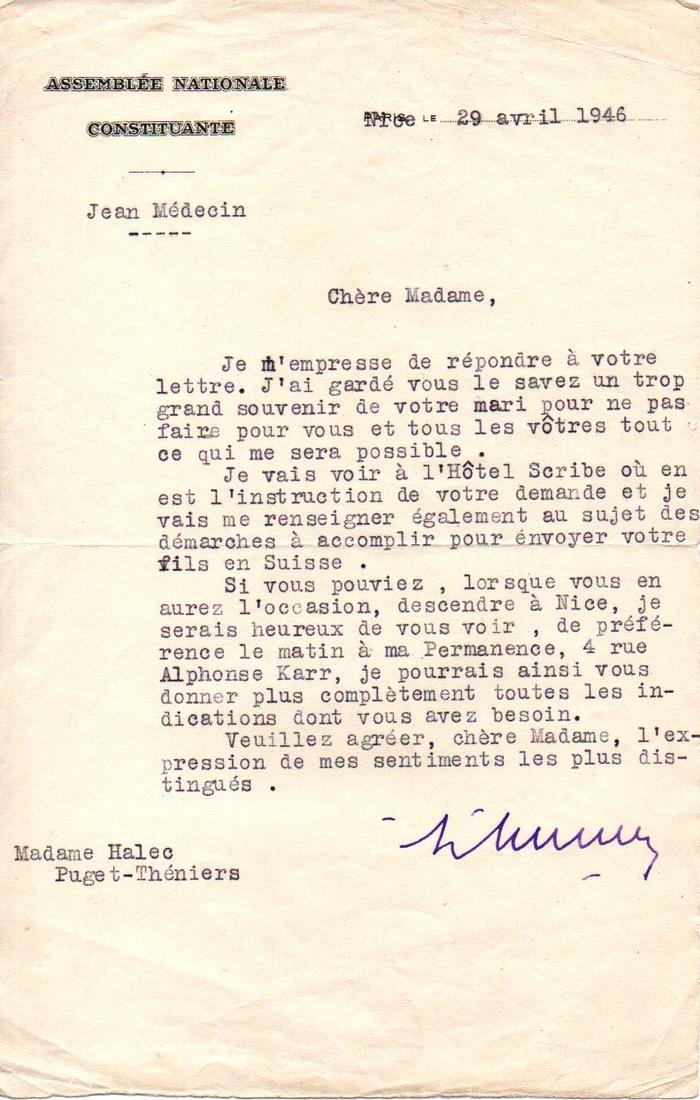 ASSEMBLÉE NATIONALE
CONSTITUANTE
Nice LE 29 avril 1946
Jean Médecin
-----
Chère Madame,
Je m'empresse de répondre à votre
lettre. J'ai gardé vous le savez un trop
grand souvenir de votre mari pour ne pas
faire pour vous et tous les vôtres tout
ce qui me sera possible .
Je vais voir à l'Hôtel Scribe où en
est l'instruction de votre demande et je
vais me renseigner également au sujet des
démarches à accomplir pour énvoyer votre
fils en Suisse .
Si vous pouviez , lorsque vous en
aurez l'occasion, descendre à Nice, je
serais heureux de vous voir , de préfé-
rence le matin à ma Permanence, 4 rue
Alphonse Karr, je pourrais ainsi vous
donner plus complètement toutes les in-
dications dont vous avez besoin.
Veuillez agréer, chère Madame, l'ex-
pression de mes sentiments les plus dis-
tingués .
Madame Halec
Puget-Théniers